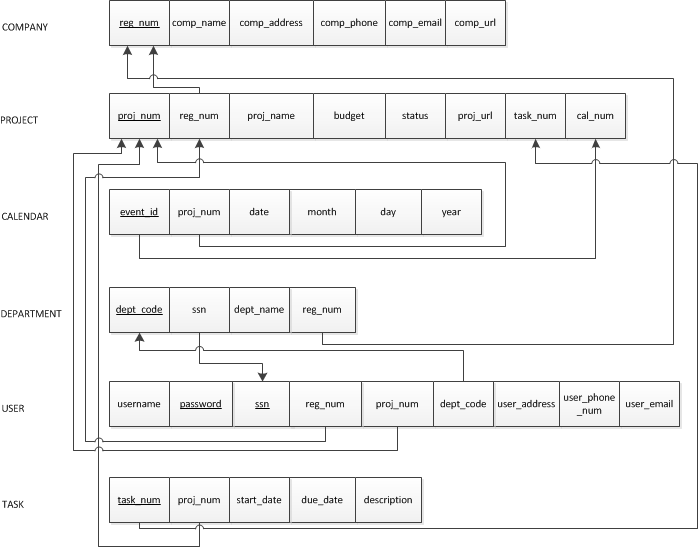 COMPANY
reg_num comp_name comp_address comp_phone comp_email comp_url
PROJECT
proj_num reg_num proj_name budget status proj_url task_num cal_num
CALENDAR
event_id proj_num date month day year
DEPARTMENT
dept_code ssn dept_name reg_num
USER
username password ssn reg_num proj_num dept_code user_address user_phone
_num user_email
TASK
task_num proj_num start_date due_date description